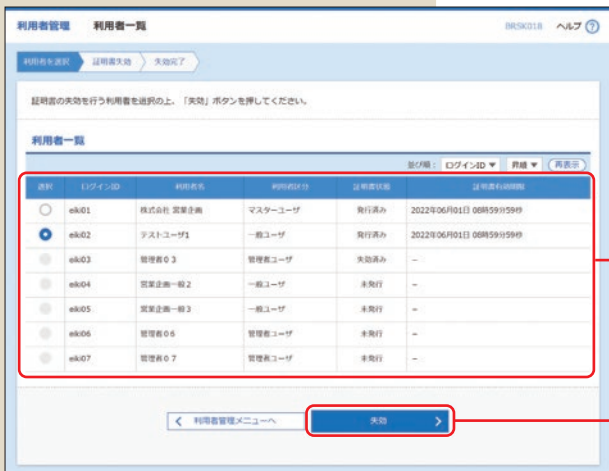 利用者管理 利用者一覧 BRSK018 ヘルプ ?
利用者を選択 証明書失効 失効完了
証明書の失効を行う利用者を選択の上、「失効」ボタンを押してください。
利用者一覧
並び順： ログインID ▼ 昇順 ▼ 再表示
選択 ログインID 利用者名 利用者区分 証明書状態 証明書有効期限
eiki01 株式会社 営業企画 マスターユーザ 発行済み 2022年06月01日 08時59分59秒
eiki02 テストユーザ1 一般ユーザ 発行済み 2022年06月01日 08時59分59秒
eiki03 管理者０３ 管理者ユーザ 失効済み －
eiki04 営業企画一般２ 一般ユーザ 未発行 －
eiki05 営業企画一般３ 一般ユーザ 未発行 －
eiki06 管理者０６ 管理者ユーザ 未発行 －
eiki07 管理者０７ 管理者ユーザ 未発行 －
利用者管理メニューへ 失効